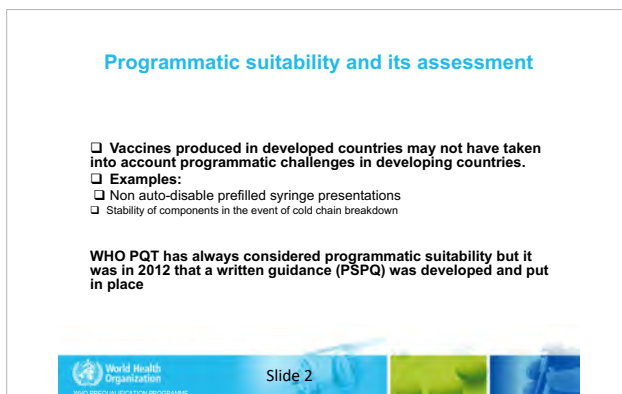 Programmatic suitability and its assessment
❑ Vaccines produced in developed countries may not have taken
into account programmatic challenges in developing countries.
❑ Examples:
❑ Non auto-disable prefilled syringe presentations
❑ Stability of components in the event of cold chain breakdown
WHO PQT has always considered programmatic suitability but it
was in 2012 that a written guidance (PSPQ) was developed and put
in place
World Health
Organization
Slide 2
WHO PREQUALIFICATION PROGRAMME